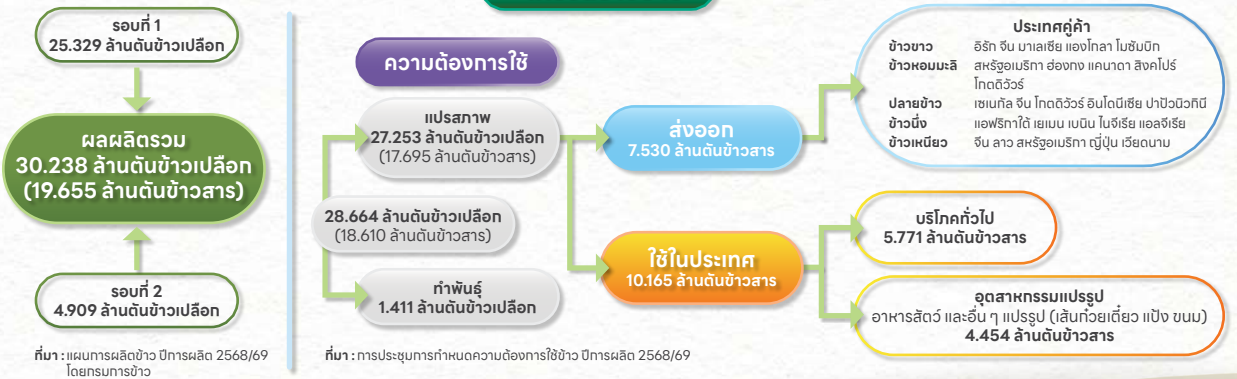 รอบที่ 1
25.329 ล้านตันข้าวเปลือก
ผลผลิตรวม
30.238 ล้านตันข้าวเปลือก
(19.655 ล้านตันข้าวสาร)
รอบที่ 2
4.909 ล้านตันข้าวเปลือก
ที่มา : แผนการผลิตข้าว ปีการผลิต 2568/69
โดยกรมการข้าว
ความต้องการใช้
แปรสภาพ
27.253 ล้านตันข้าวเปลือก
(17.695 ล้านตันข้าวสาร)
28.664 ล้านตันข้าวเปลือก
(18.610 ล้านตันข้าวสาร)
ทำพันธุ์
1.411 ล้านตันข้าวเปลือก
ส่งออก
7.530 ล้านตันข้าวสาร
ใช้ในประเทศ
10.165 ล้านตันข้าวสาร
ประเทศคู่ค้า
ข้าวขาว อิรัก จีน มาเลเซีย แองโกลา โมซัมบิก
ข้าวหอมมะลิ สหรัฐอเมริกา ฮ่องกง แคนาดา สิงคโปร์
โกตดิวัวร์
ปลายข้าว เซเนกัล จีน โกตดิวัวร์ อินโดนีเซีย ปาปัวนิวกินี
ข้าวนึ่ง แอฟริกาใต้ เยเมน เบนิน ไนจีเรีย แอลจีเรีย
ข้าวเหนียว จีน ลาว สหรัฐอเมริกา ญี่ปุ่น เวียดนาม
บริโภคทั่วไป
5.771 ล้านตันข้าวสาร
อุตสาหกรรมแปรรูป
อาหารสัตว์ และอื่น ๆ แปรรูป (เส้นก๋วยเตี๋ยว แป้ง ขนม)
4.454 ล้านตันข้าวสาร
ที่มา : การประชุมการกำหนดความต้องการใช้ข้าว ปีการผลิต 2568/69